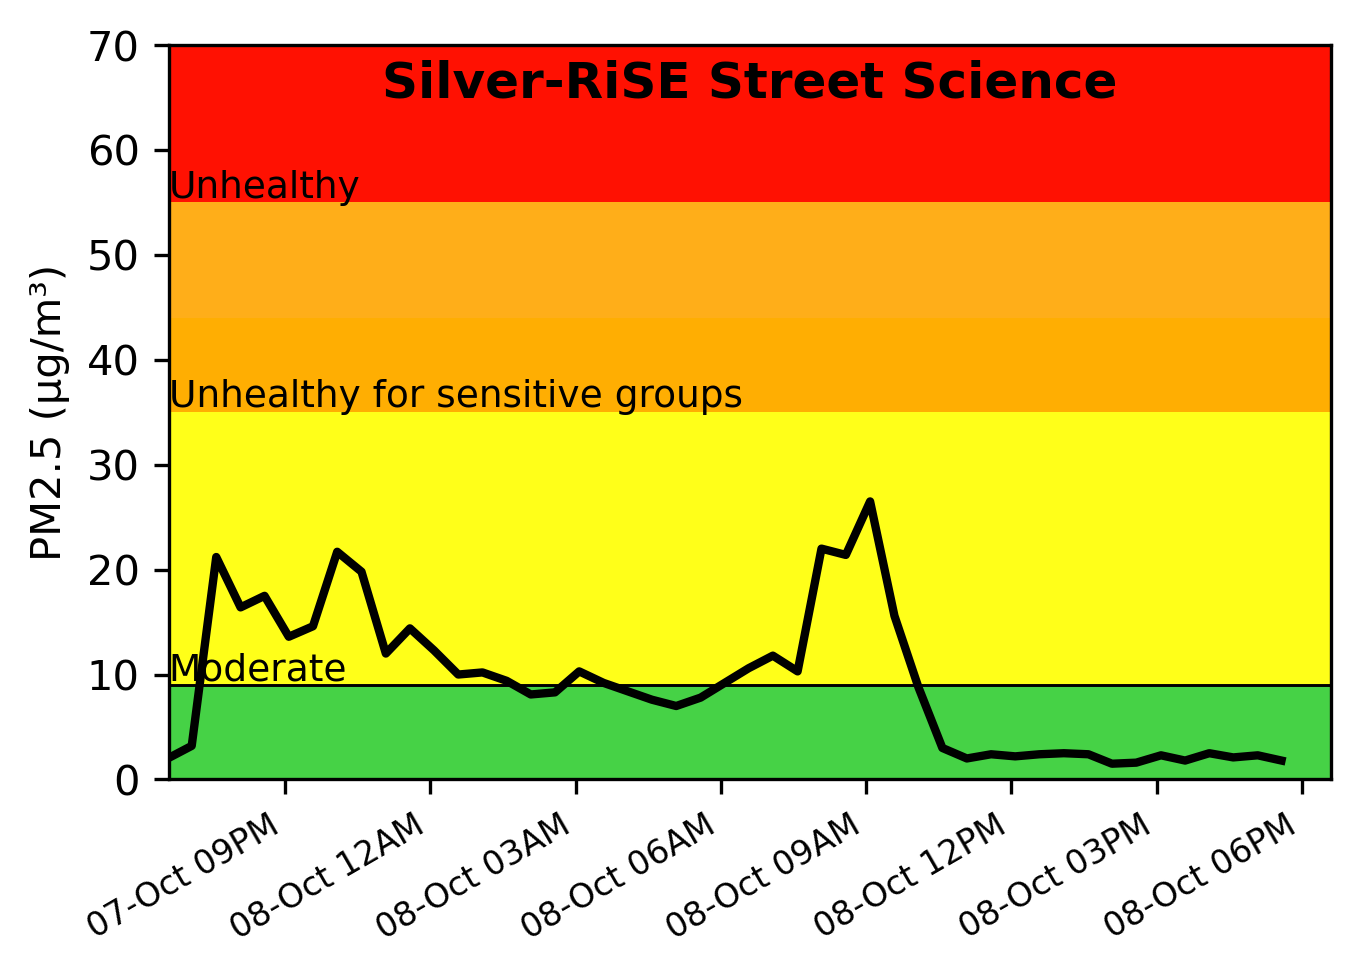 Silver-RiSE Street Science
70
60
Unhealthy
50
40
Unhealthy for sensitive groups
30
20
Moderate
10
0
PM2.5 (µg/m³)
07-Oct 09PM
08-Oct 12AM
08-Oct 03AM
08-Oct 06AM
08-Oct 09AM
08-Oct 12PM
08-Oct 03PM
08-Oct 06PM